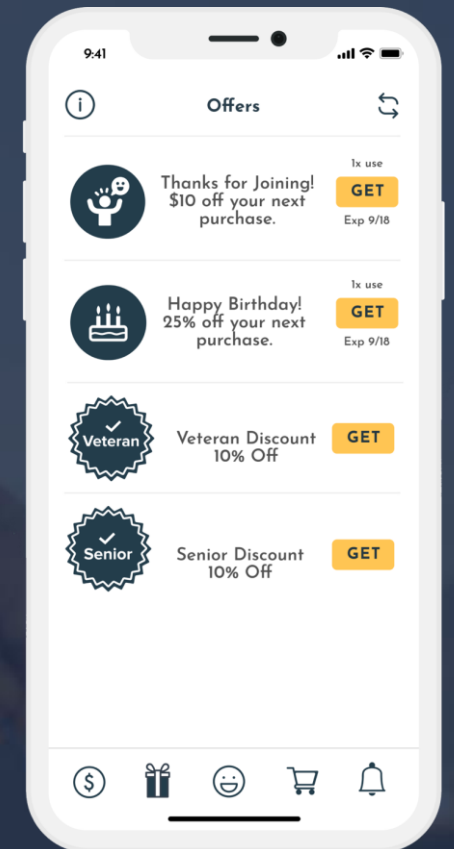 9:41
Offers
Thanks for Joining!
$10 off your next
purchase.
1x use
GET
Exp 9/18
Happy Birthday!
25% off your next
purchase.
1x use
GET
Exp 9/18
Veteran
Veteran Discount
10% Off
GET
Senior
Senior Discount
10% Off
GET